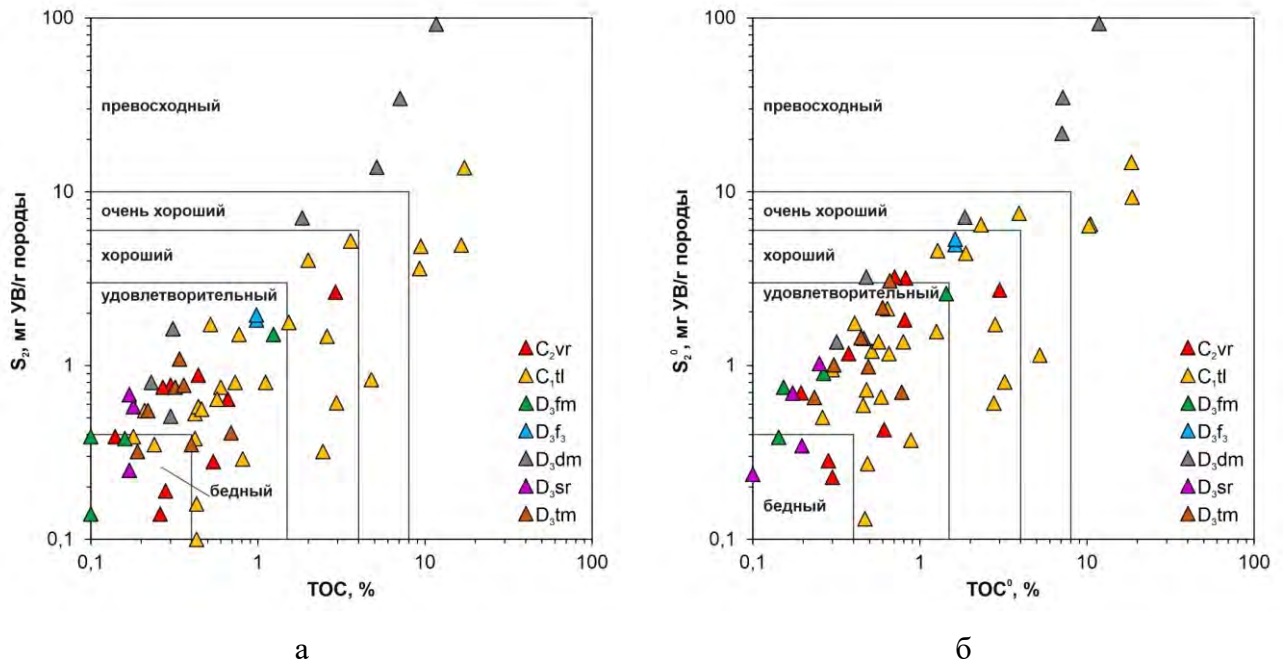 100
превосходный
10
очень хороший
хороший
удовлетворительный
1
бедный
0,1
0,1
1
10
100
S₂, мг УВ/г породы
TOC, %
C₂vr
C₁tl
D₃fm
D₃f₃
D₃dm
D₃sr
D₃tm
а
100
превосходный
10
очень хороший
хороший
удовлетворительный
1
бедный
0,1
0,1
1
10
100
S₂⁰, мг УВ/г породы
TOC⁰, %
C₂vr
C₁tl
D₃fm
D₃f₃
D₃dm
D₃sr
D₃tm
б